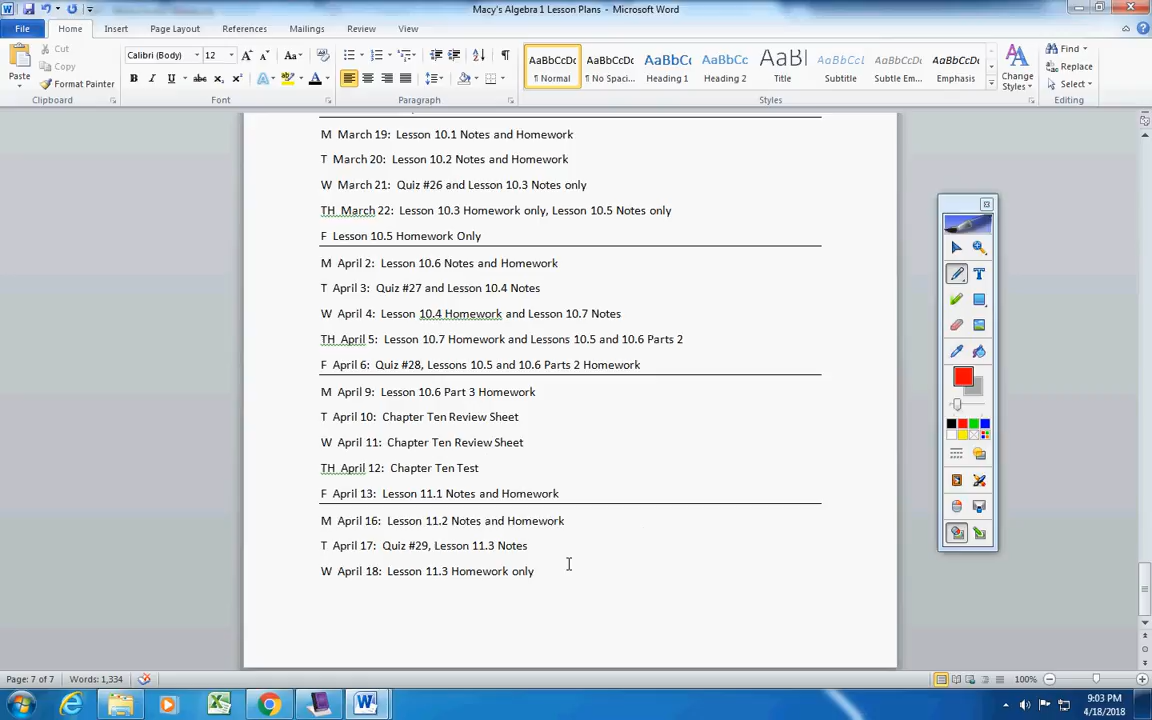 Macy's Algebra 1 Lesson Plans - Microsoft Word
File Home Insert Page Layout References Mailings Review View
Cut
Copy
Format Painter
Paste
Clipboard
Calibri (Body) 12
Font
Paragraph
AaBbCcDc AaBbCcDc AaBbCc AaBbCc AaBl AaBbCcL AaBbCcDt AaBbCcDt
¶ Normal ¶ No Spaci... Heading 1 Heading 2 Title Subtitle Subtle Em... Emphasis
Styles
Change Styles
Find
Replace
Select
Editing
M March 19: Lesson 10.1 Notes and Homework
T March 20: Lesson 10.2 Notes and Homework
W March 21: Quiz #26 and Lesson 10.3 Notes only
TH March 22: Lesson 10.3 Homework only, Lesson 10.5 Notes only
F Lesson 10.5 Homework Only
M April 2: Lesson 10.6 Notes and Homework
T April 3: Quiz #27 and Lesson 10.4 Notes
W April 4: Lesson 10.4 Homework and Lesson 10.7 Notes
TH April 5: Lesson 10.7 Homework and Lessons 10.5 and 10.6 Parts 2
F April 6: Quiz #28, Lessons 10.5 and 10.6 Parts 2 Homework
M April 9: Lesson 10.6 Part 3 Homework
T April 10: Chapter Ten Review Sheet
W April 11: Chapter Ten Review Sheet
TH April 12: Chapter Ten Test
F April 13: Lesson 11.1 Notes and Homework
M April 16: Lesson 11.2 Notes and Homework
T April 17: Quiz #29, Lesson 11.3 Notes
W April 18: Lesson 11.3 Homework only
Page: 7 of 7 Words: 1,334
100%
9:03 PM
4/18/2018